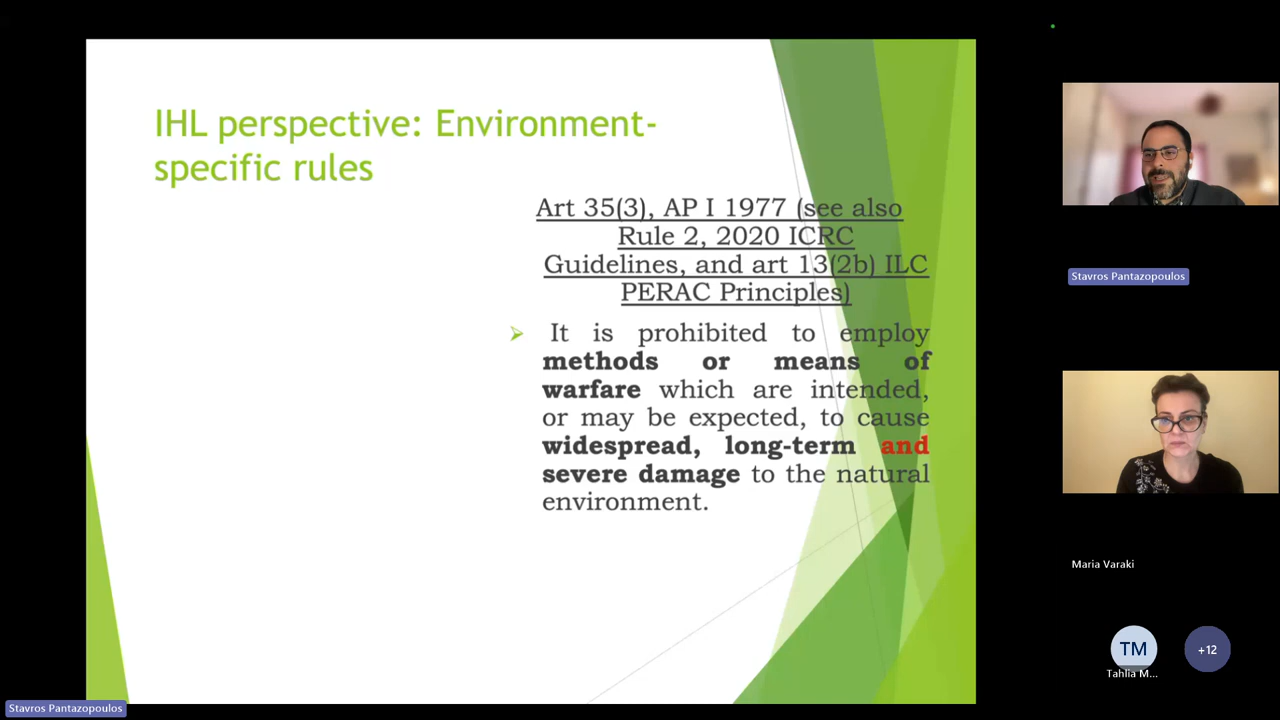 IHL perspective: Environment-
specific rules
Art 35(3), AP I 1977 (see also
Rule 2, 2020 ICRC
Guidelines, and art 13(2b) ILC
PERAC Principles)
It is prohibited to employ
methods or means of
warfare which are intended,
or may be expected, to cause
widespread, long-term and
severe damage to the natural
environment.
Stavros Pantazopoulos
Maria Varaki
TM
+12
Tahlia M...
Stavros Pantazopoulos